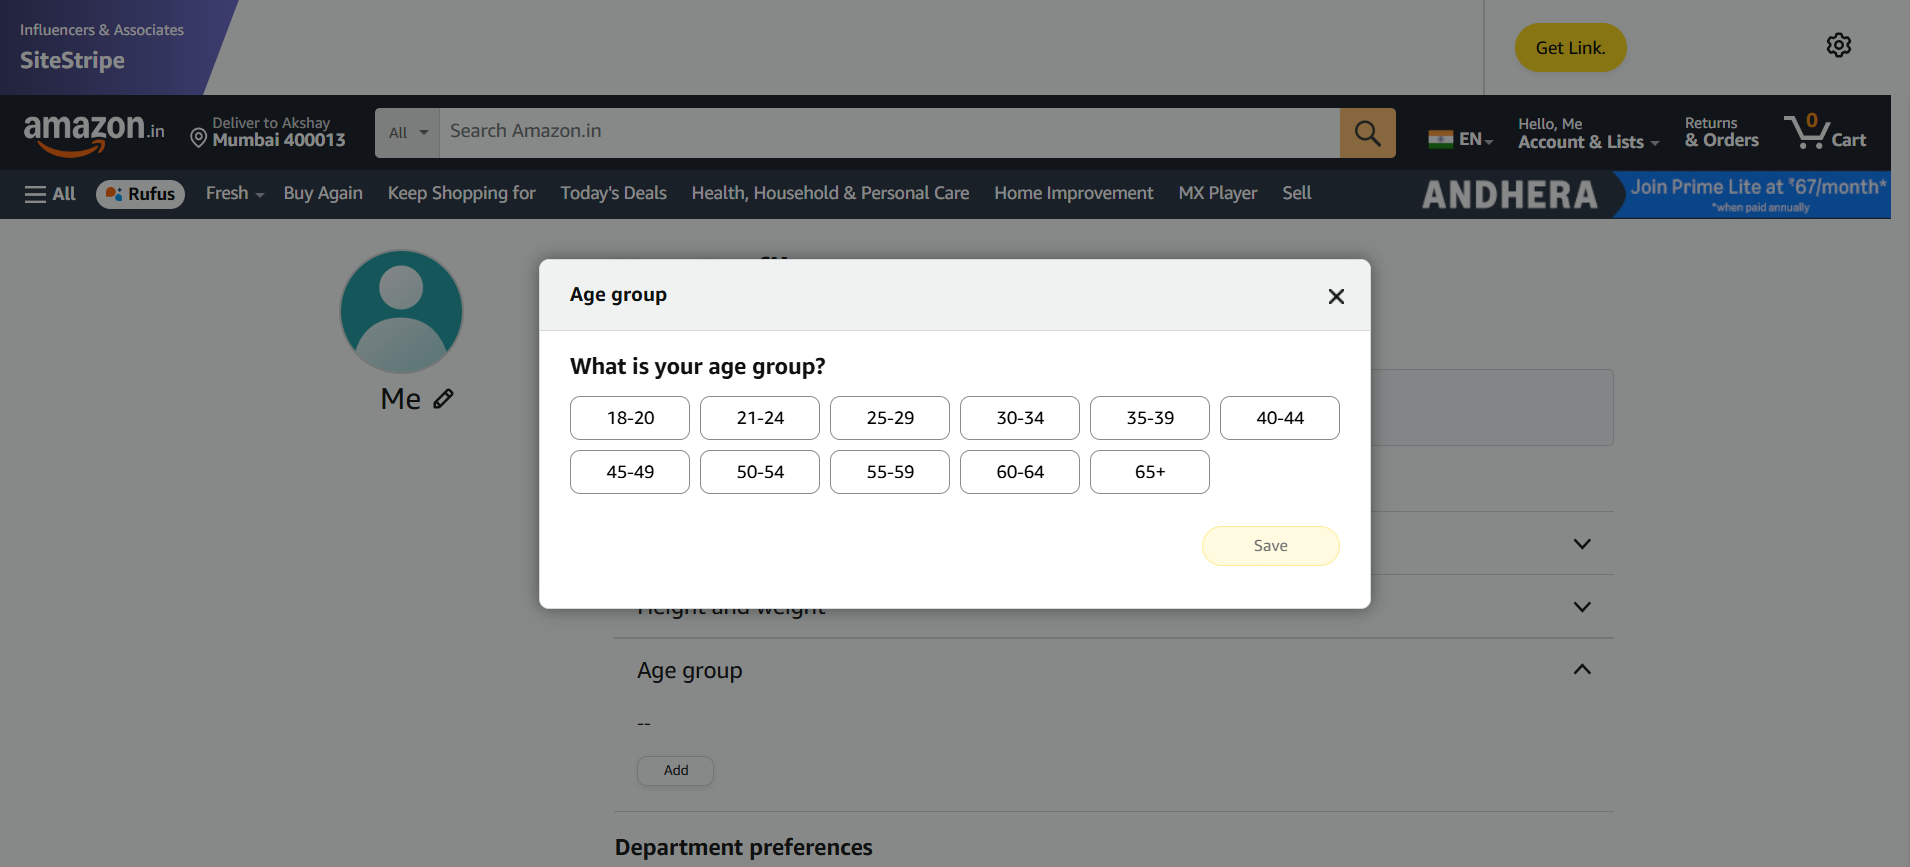 Influencers & Associates
SiteStripe
Get Link.
amazon.in
Deliver to Akshay
Mumbai 400013
All
Search Amazon.in
EN
Hello, Me
Account & Lists
Returns
& Orders
0
Cart
All
Rufus
Fresh
Buy Again
Keep Shopping for
Today's Deals
Health, Household & Personal Care
Home Improvement
MX Player
Sell
ANDHERA
Join Prime Lite at ₹67/month*
*when paid annually
Me
Age group
What is your age group?
18-20
21-24
25-29
30-34
35-39
40-44
45-49
50-54
55-59
60-64
65+
Save
Height and weight
Age group
--
Add
Department preferences